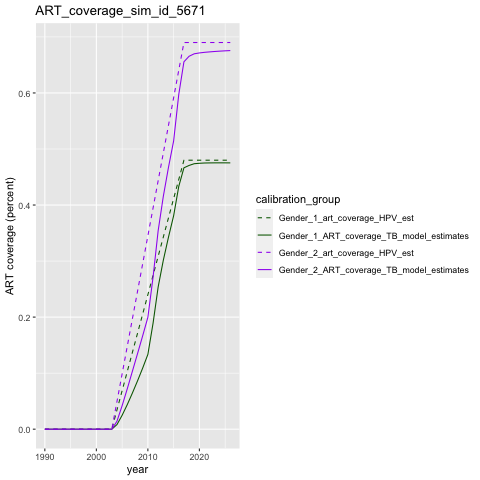 ART_coverage_sim_id_5671
ART coverage (percent)
0.6
0.4
0.2
0.0
1990 2000 2010 2020
year
calibration_group
Gender_1_art_coverage_HPV_est
Gender_1_ART_coverage_TB_model_estimates
Gender_2_art_coverage_HPV_est
Gender_2_ART_coverage_TB_model_estimates